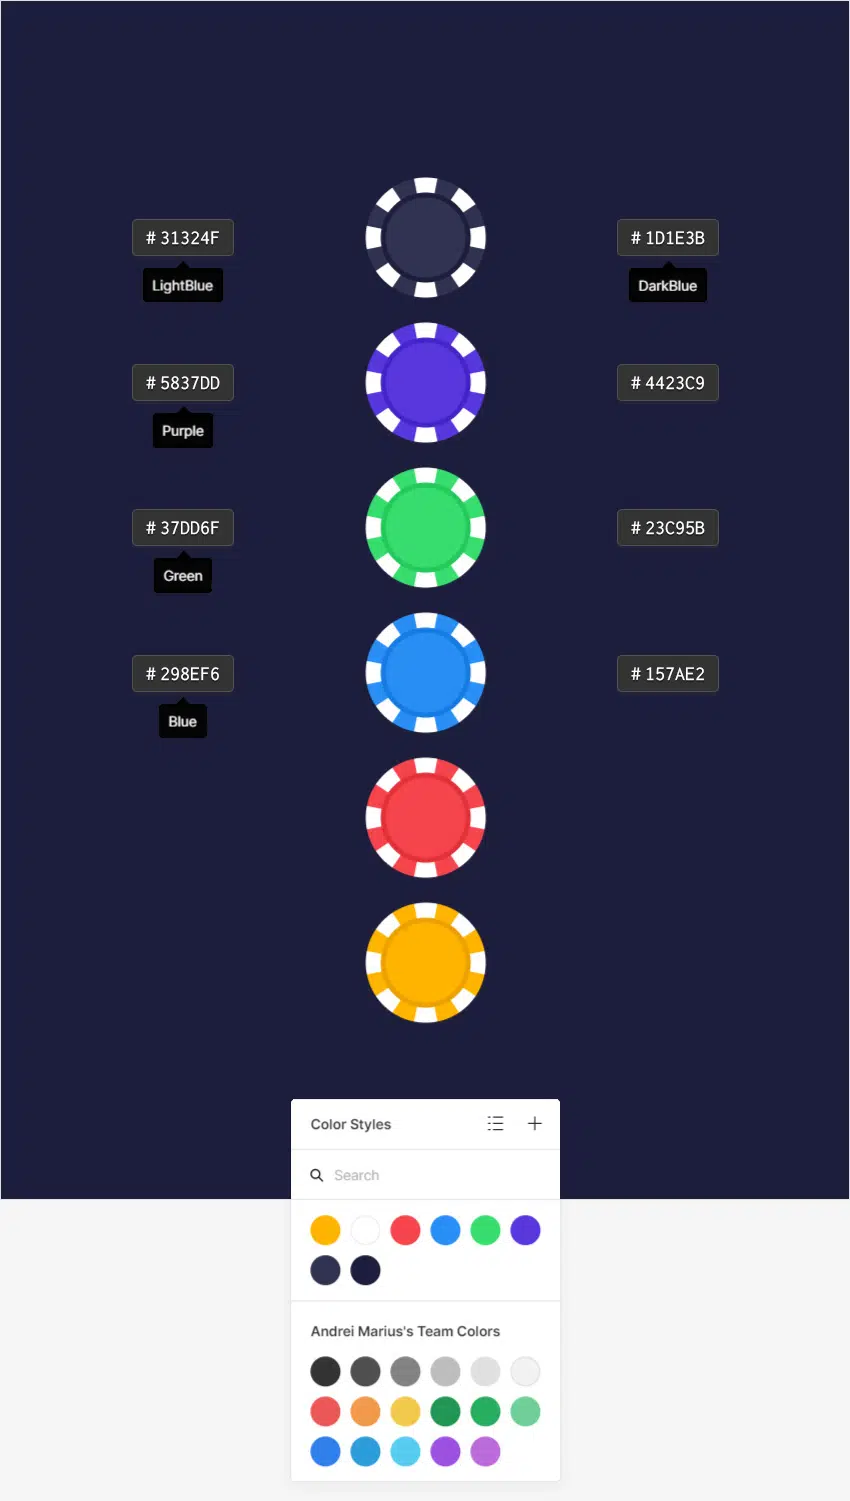 # 31324F
# 1D1E3B
LightBlue
DarkBlue
# 5837DD
# 4423C9
Purple
# 37DD6F
# 23C95B
Green
# 298EF6
# 157AE2
Blue
Color Styles
Search
Andrei Marius's Team Colors